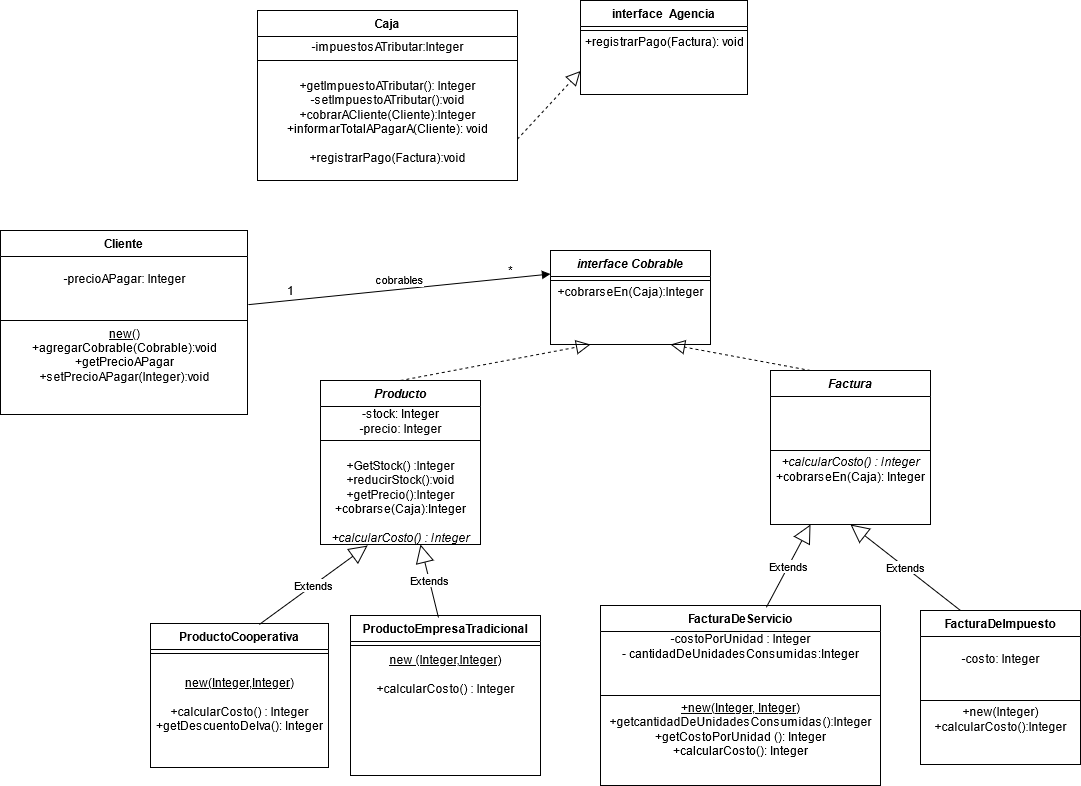 Caja
-impuestosATributar:Integer
+getImpuestoATributar(): Integer
-setImpuestoATributar():void
+cobrarACliente(Cliente):Integer
+informarTotalAPagarA(Cliente): void
+registrarPago(Factura):void
interface Agencia
+registrarPago(Factura): void
Cliente
-precioAPagar: Integer
new()
+agregarCobrable(Cobrable):void
+getPrecioAPagar
+setPrecioAPagar(Integer):void
1
cobrables
*
interface Cobrable
+cobrarseEn(Caja):Integer
Producto
-stock: Integer
-precio: Integer
+GetStock() :Integer
+reducirStock():void
+getPrecio():Integer
+cobrarse(Caja):Integer
+calcularCosto() : Integer
Factura
+calcularCosto() : Integer
+cobrarseEn(Caja): Integer
Extends
Extends
Extends
Extends
ProductoCooperativa
new(Integer,Integer)
+calcularCosto() : Integer
+getDescuentoDelva(): Integer
ProductoEmpresaTradicional
new (Integer,Integer)
+calcularCosto() : Integer
FacturaDeServicio
-costoPorUnidad : Integer
- cantidadDeUnidadesConsumidas:Integer
+new(Integer, Integer)
+getcantidadDeUnidadesConsumidas():Integer
+getCostoPorUnidad (): Integer
+calcularCosto(): Integer
FacturaDeImpuesto
-costo: Integer
+new(Integer)
+calcularCosto():Integer